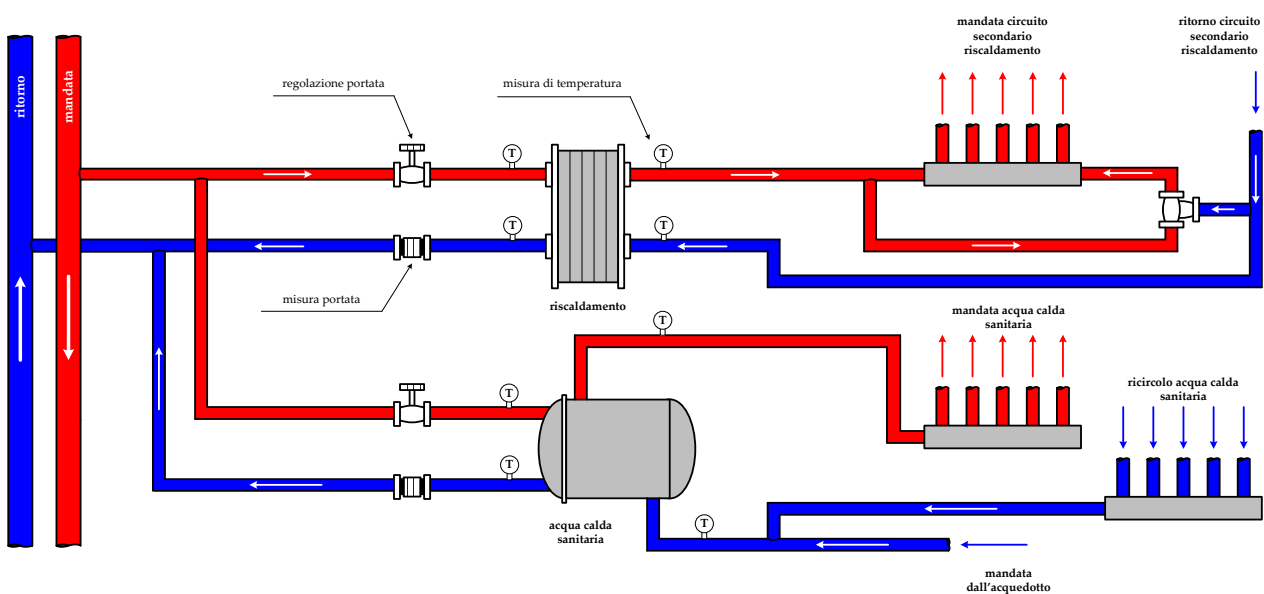 mandata circuito
secondario
riscaldamento
ritorno circuito
secondario
riscaldamento
ritorno
mandata
regolazione portata
misura di temperatura
T
T
T
T
misura portata
riscaldamento
mandata acqua calda
sanitaria
T
ricircolo acqua calda
sanitaria
T
T
acqua calda
sanitaria
T
mandata
dall'acquedotto